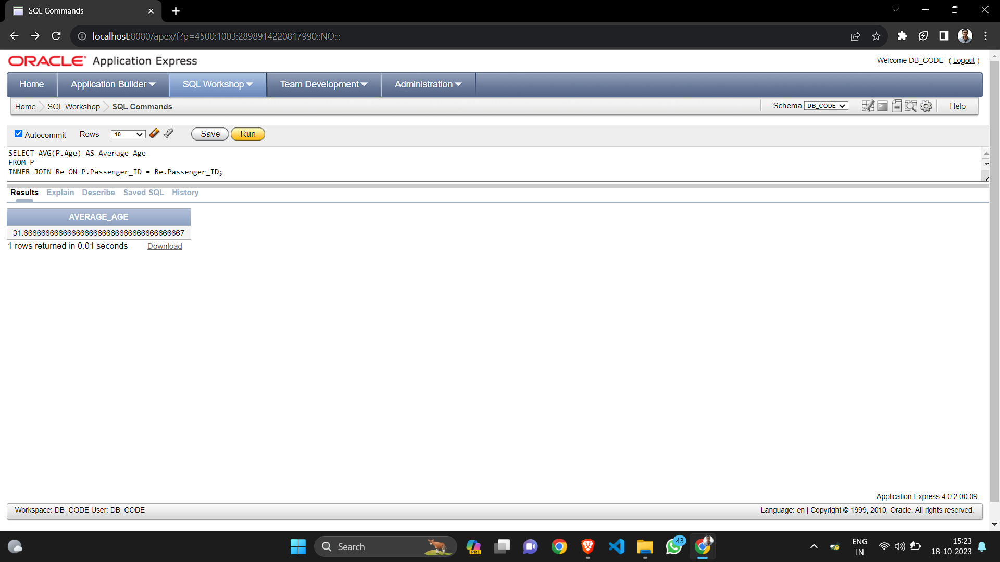 SQL Commands
localhost:8080/apex/f?p=4500:1003:2898914220817990::NO:::
ORACLE Application Express
Welcome DB_CODE ( Logout )
Home Application Builder SQL Workshop Team Development Administration
Home SQL Workshop SQL Commands Schema DB_CODE Help
Autocommit Rows 10 Save Run
SELECT AVG(P.Age) AS Average_Age
FROM P
INNER JOIN Re ON P.Passenger_ID = Re.Passenger_ID;
Results Explain Describe Saved SQL History
AVERAGE_AGE
31.6666666666666666666666666666666666667
1 rows returned in 0.01 seconds Download
Application Express 4.0.2.00.09
Workspace: DB_CODE User: DB_CODE Language: en | Copyright © 1999, 2010, Oracle. All rights reserved.
Search PRE 43 ENG 15:23
IN 18-10-2023